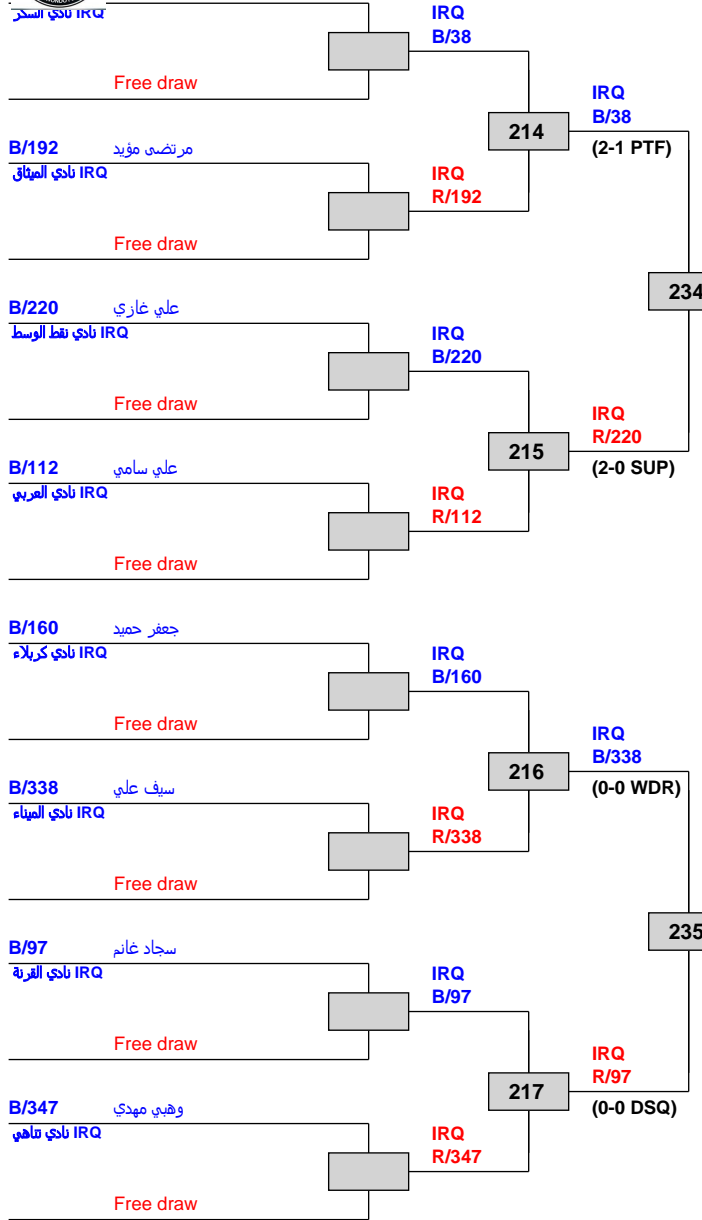 IRQ نادي السكر
Free draw
IRQ
B/38
214
IRQ
B/38
(2-1 PTF)
B/192 مرتضى مؤيد
IRQ نادي الميثاق
Free draw
IRQ
R/192
234
B/220 علي غازي
IRQ نادي نفط الوسط
Free draw
IRQ
B/220
215
IRQ
R/220
(2-0 SUP)
B/112 علي سامي
IRQ نادي العربي
Free draw
IRQ
R/112
B/160 جعفر حميد
IRQ نادي كربلاء
Free draw
IRQ
B/160
216
IRQ
B/338
(0-0 WDR)
B/338 سيف علي
IRQ نادي الميناء
Free draw
IRQ
R/338
235
B/97 سجاد غانم
IRQ نادي القرنة
Free draw
IRQ
B/97
217
IRQ
R/97
(0-0 DSQ)
B/347 وهبي مهدي
IRQ نادي
Free draw
IRQ
R/347